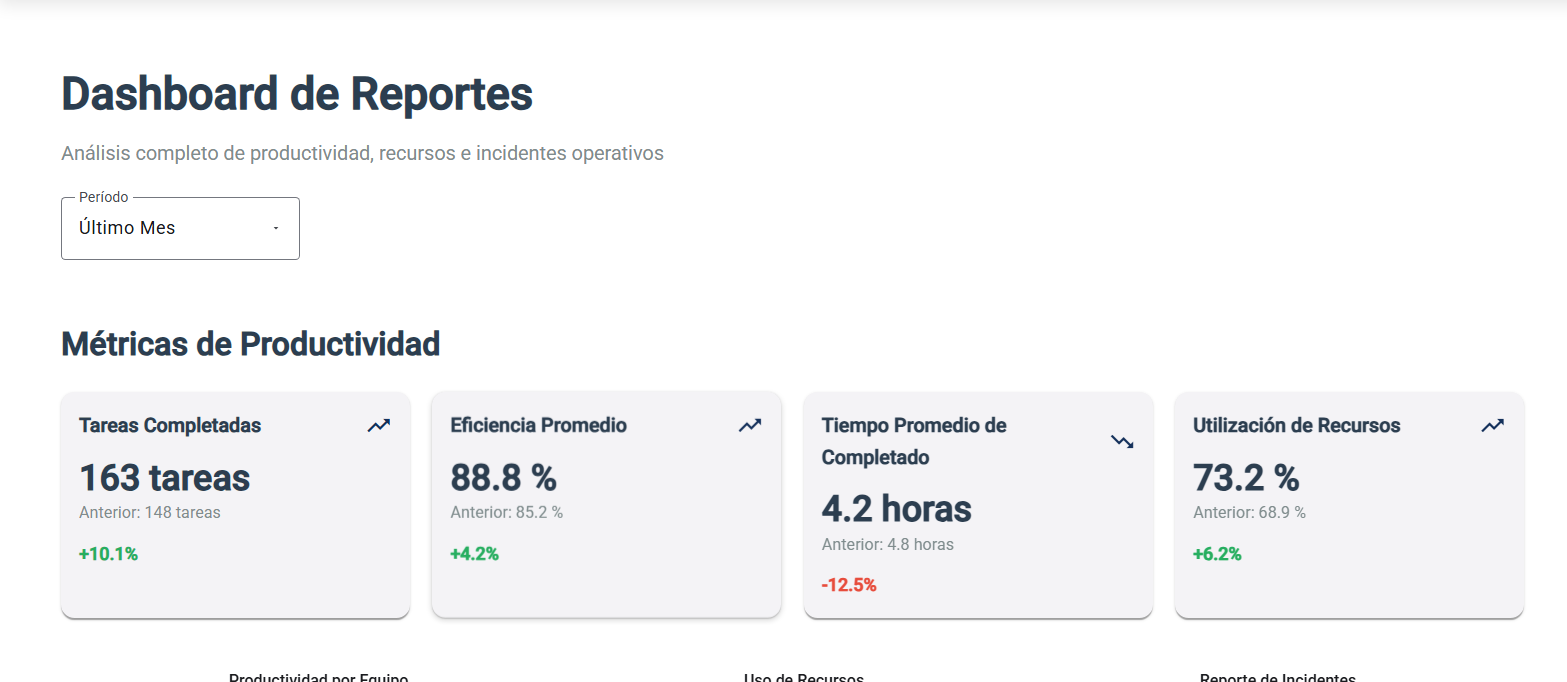 Dashboard de Reportes
Análisis completo de productividad, recursos e incidentes operativos
Período
Último Mes
Métricas de Productividad
Tareas Completadas
163 tareas
Anterior: 148 tareas
+10.1%
Eficiencia Promedio
88.8 %
Anterior: 85.2 %
+4.2%
Tiempo Promedio de
Completado
4.2 horas
Anterior: 4.8 horas
-12.5%
Utilización de Recursos
73.2 %
Anterior: 68.9 %
+6.2%
Productividad por Equipo
Uso de Recursos
Reporte de Incidentes